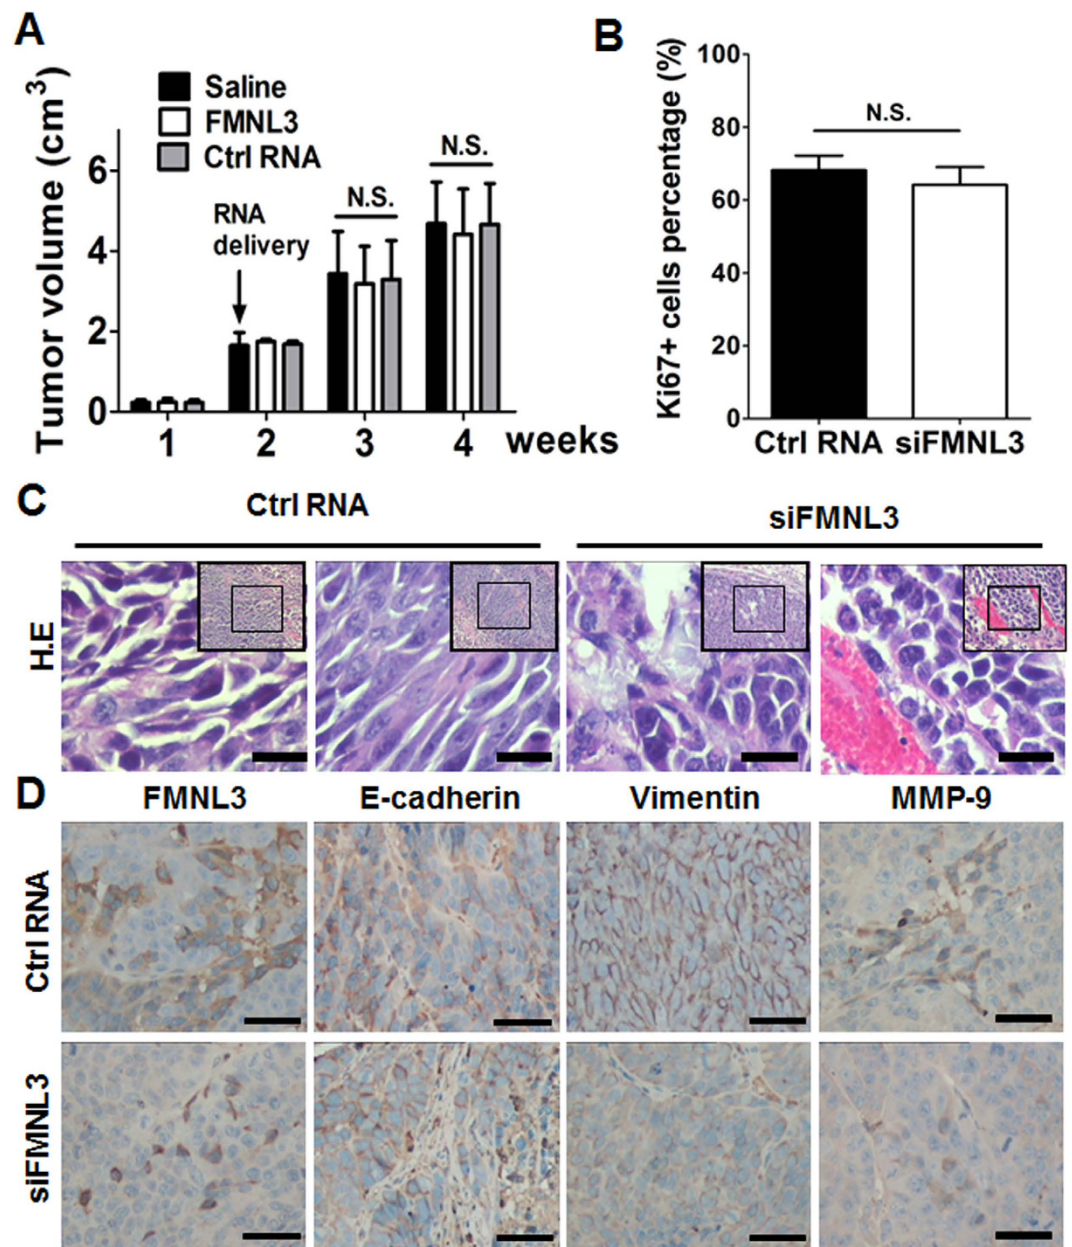 A
Tumor volume (cm³)
Saline
FMNL3
Ctrl RNA
RNA
delivery
N.S.
N.S.
6
4
2
0
1 2 3 4 weeks
B
Ki67+ cells percentage (%)
100
80
60
40
20
0
N.S.
Ctrl RNA siFMNL3
C
Ctrl RNA
siFMNL3
H.E
D
FMNL3 E-cadherin Vimentin MMP-9
Ctrl RNA
siFMNL3